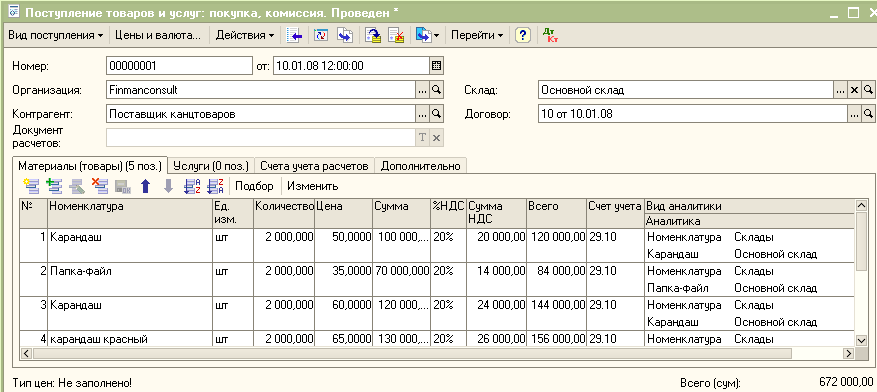 Поступление товаров и услуг: покупка, комиссия. Проведен *
Вид поступления Цены и валюта... Действия Перейти ? Дт Кт
Номер: 00000001 от: 10.01.08 12:00:00
Организация: Finmanconsult ... Склад: Основной склад ... x
Контрагент: Поставщик канцтоваров ... Договор: 10 от 10.01.08 ...
Документ расчетов: T x
Материалы (товары) (5 поз.) Услуги (0 поз.) Счета учета расчетов Дополнительно
Подбор Изменить
№ Номенклатура Ед. изм. Количество Цена Сумма %НДС Сумма НДС Всего Счет учета Вид аналитики
Аналитика
1 Карандаш шт 2 000,000 50,0000 100 000,... 20% 20 000,00 120 000,00 29.10 Номенклатура Склады
Карандаш Основной склад
2 Папка-файл шт 2 000,000 35,0000 70 000,000 20% 14 000,00 84 000,00 29.10 Номенклатура Склады
Папка-файл Основной склад
3 Карандаш шт 2 000,000 60,0000 120 000,... 20% 24 000,00 144 000,00 29.10 Номенклатура Склады
Карандаш Основной склад
4 карандаш красный шт 2 000,000 65,0000 130 000,... 20% 26 000,00 156 000,00 29.10 Номенклатура Склады
Тип цен: Не заполнено! Всего (сум): 672 000,00